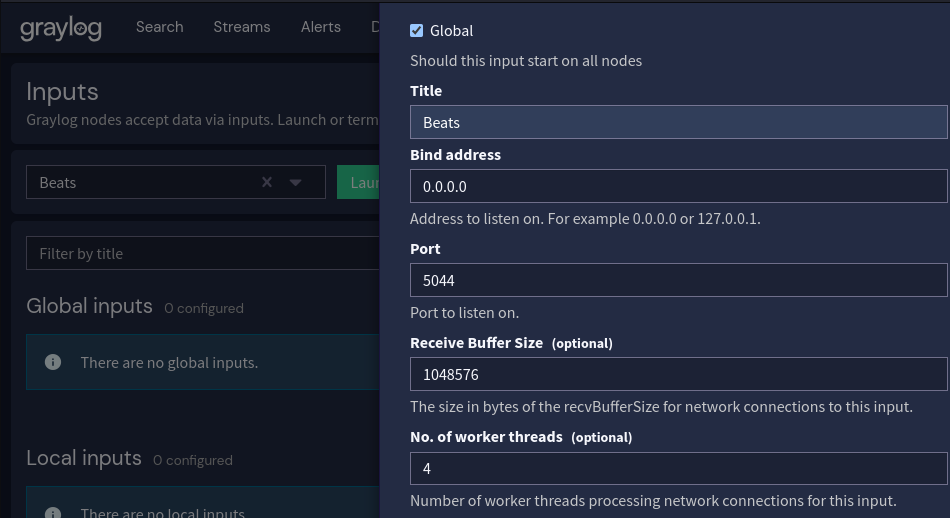 graylog
Search
Streams
Alerts
D
Inputs
Graylog nodes accept data via inputs. Launch or term
Beats
Laun
Filter by title
Global inputs 0 configured
There are no global inputs.
Local inputs 0 configured
There are no local inputs
Global
Should this input start on all nodes
Title
Beats
Bind address
0.0.0.0
Address to listen on. For example 0.0.0.0 or 127.0.0.1.
Port
5044
Port to listen on.
Receive Buffer Size (optional)
1048576
The size in bytes of the recvBufferSize for network connections to this input.
No. of worker threads (optional)
4
Number of worker threads processing network connections for this input.